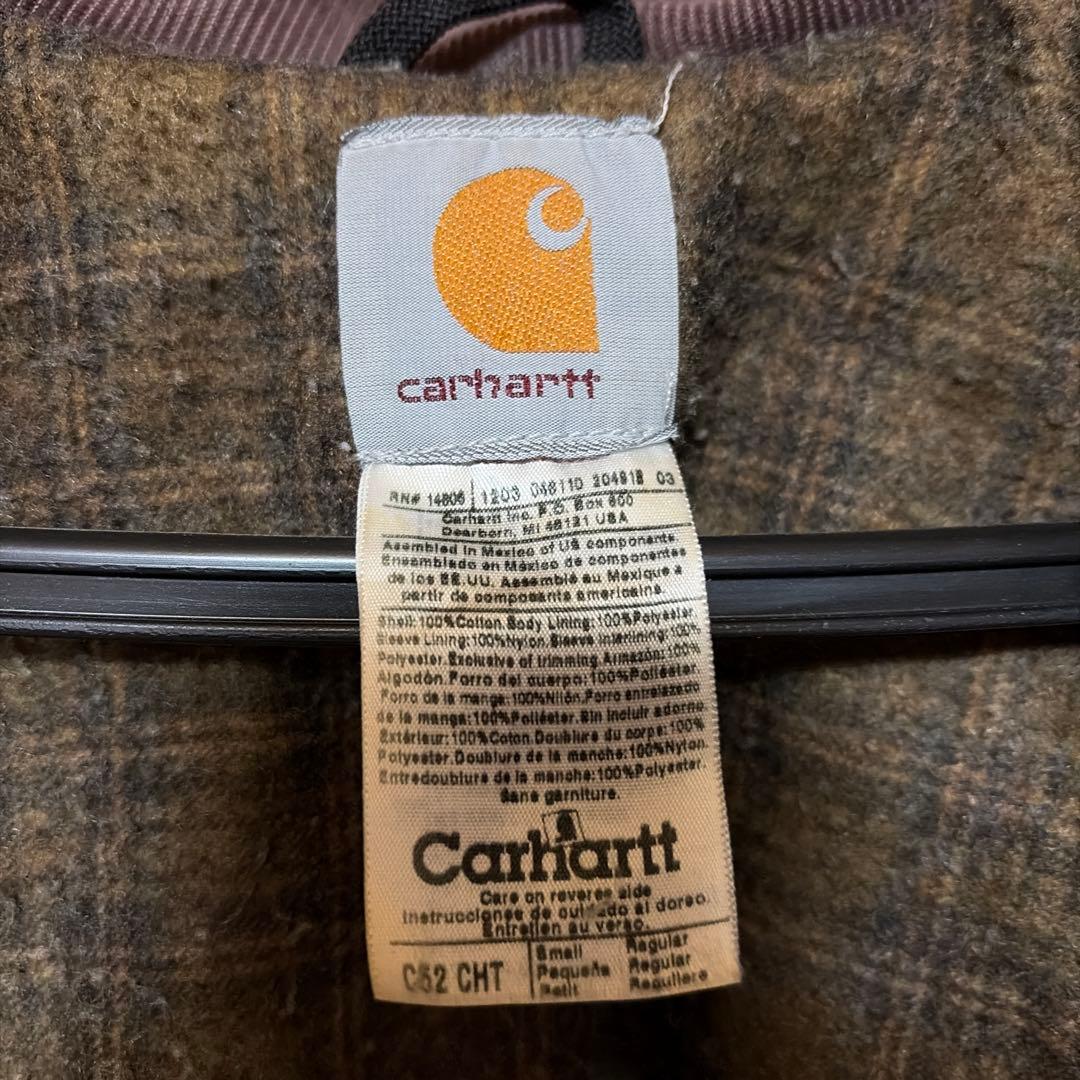 carhartt
RN# 14806 1203 046110 204918 03
Carhartt Inc. P.O. Box 600
Dearborn, MI 48121 USA
Assembled in Mexico of US components
Ensamblado en México de componentes
de los EE.UU. Assemblé au Mexique a
partir de composants americains.
Shell:100%Cotton.Body Lining:100%Polyester
Sleeve Lining:100%Nylon.Sleeve Interlining:100%
Polyester.Exclusive of trimming.Armazón:100%
Algodón.Forro del cuerpo:100%Poliéster
Forro de la manga:100%Nilón.Forro entrelazado
de la manga:100%Poliéster.Sin incluir adorno
Extérieur:100%Coton.Doublure du corps:100%
Polyester.Doublure de la manche:100%Nylon.
Entredoublure de la manche:100%Polyester
Sans garniture.
Carhartt
Care on reverse side
Instrucciones de cuidado al dorso.
Entretien au verso.
C52 CHT
Small Regular
Pequeña Regular
Petit Reguliere